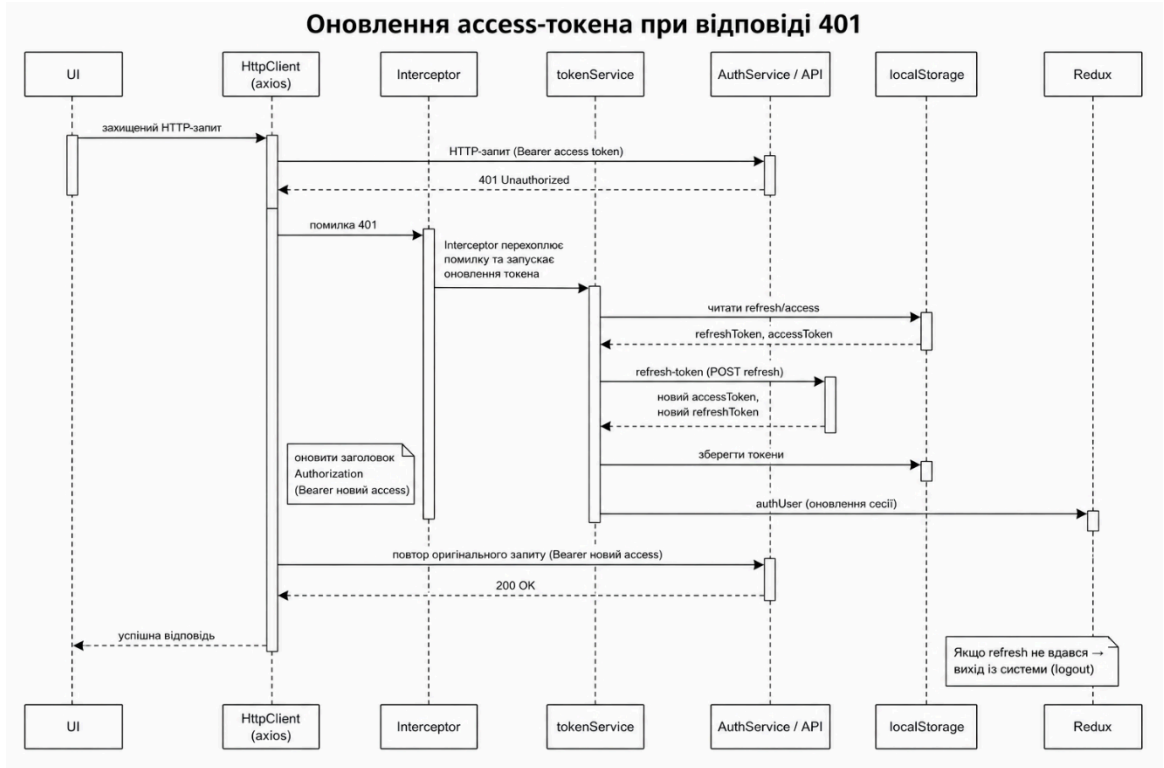 Оновлення access-токена при відповіді 401
UI
HttpClient
(axios)
Interceptor
tokenService
AuthService / API
localStorage
Redux
захищений HTTP-запит
HTTP-запит (Bearer access token)
401 Unauthorized
помилка 401
Interceptor перехоплює
помилку та запускає
оновлення токена
читати refresh/access
refreshToken, accessToken
refresh-token (POST refresh)
новий accessToken,
новий refreshToken
оновити заголовок
Authorization
(Bearer новий access)
зберегти токени
authUser (оновлення сесії)
повтор оригінального запиту (Bearer новий access)
200 OK
успішна відповідь
Якщо refresh не вдався →
вихід із системи (logout)
UI
HttpClient
(axios)
Interceptor
tokenService
AuthService / API
localStorage
Redux